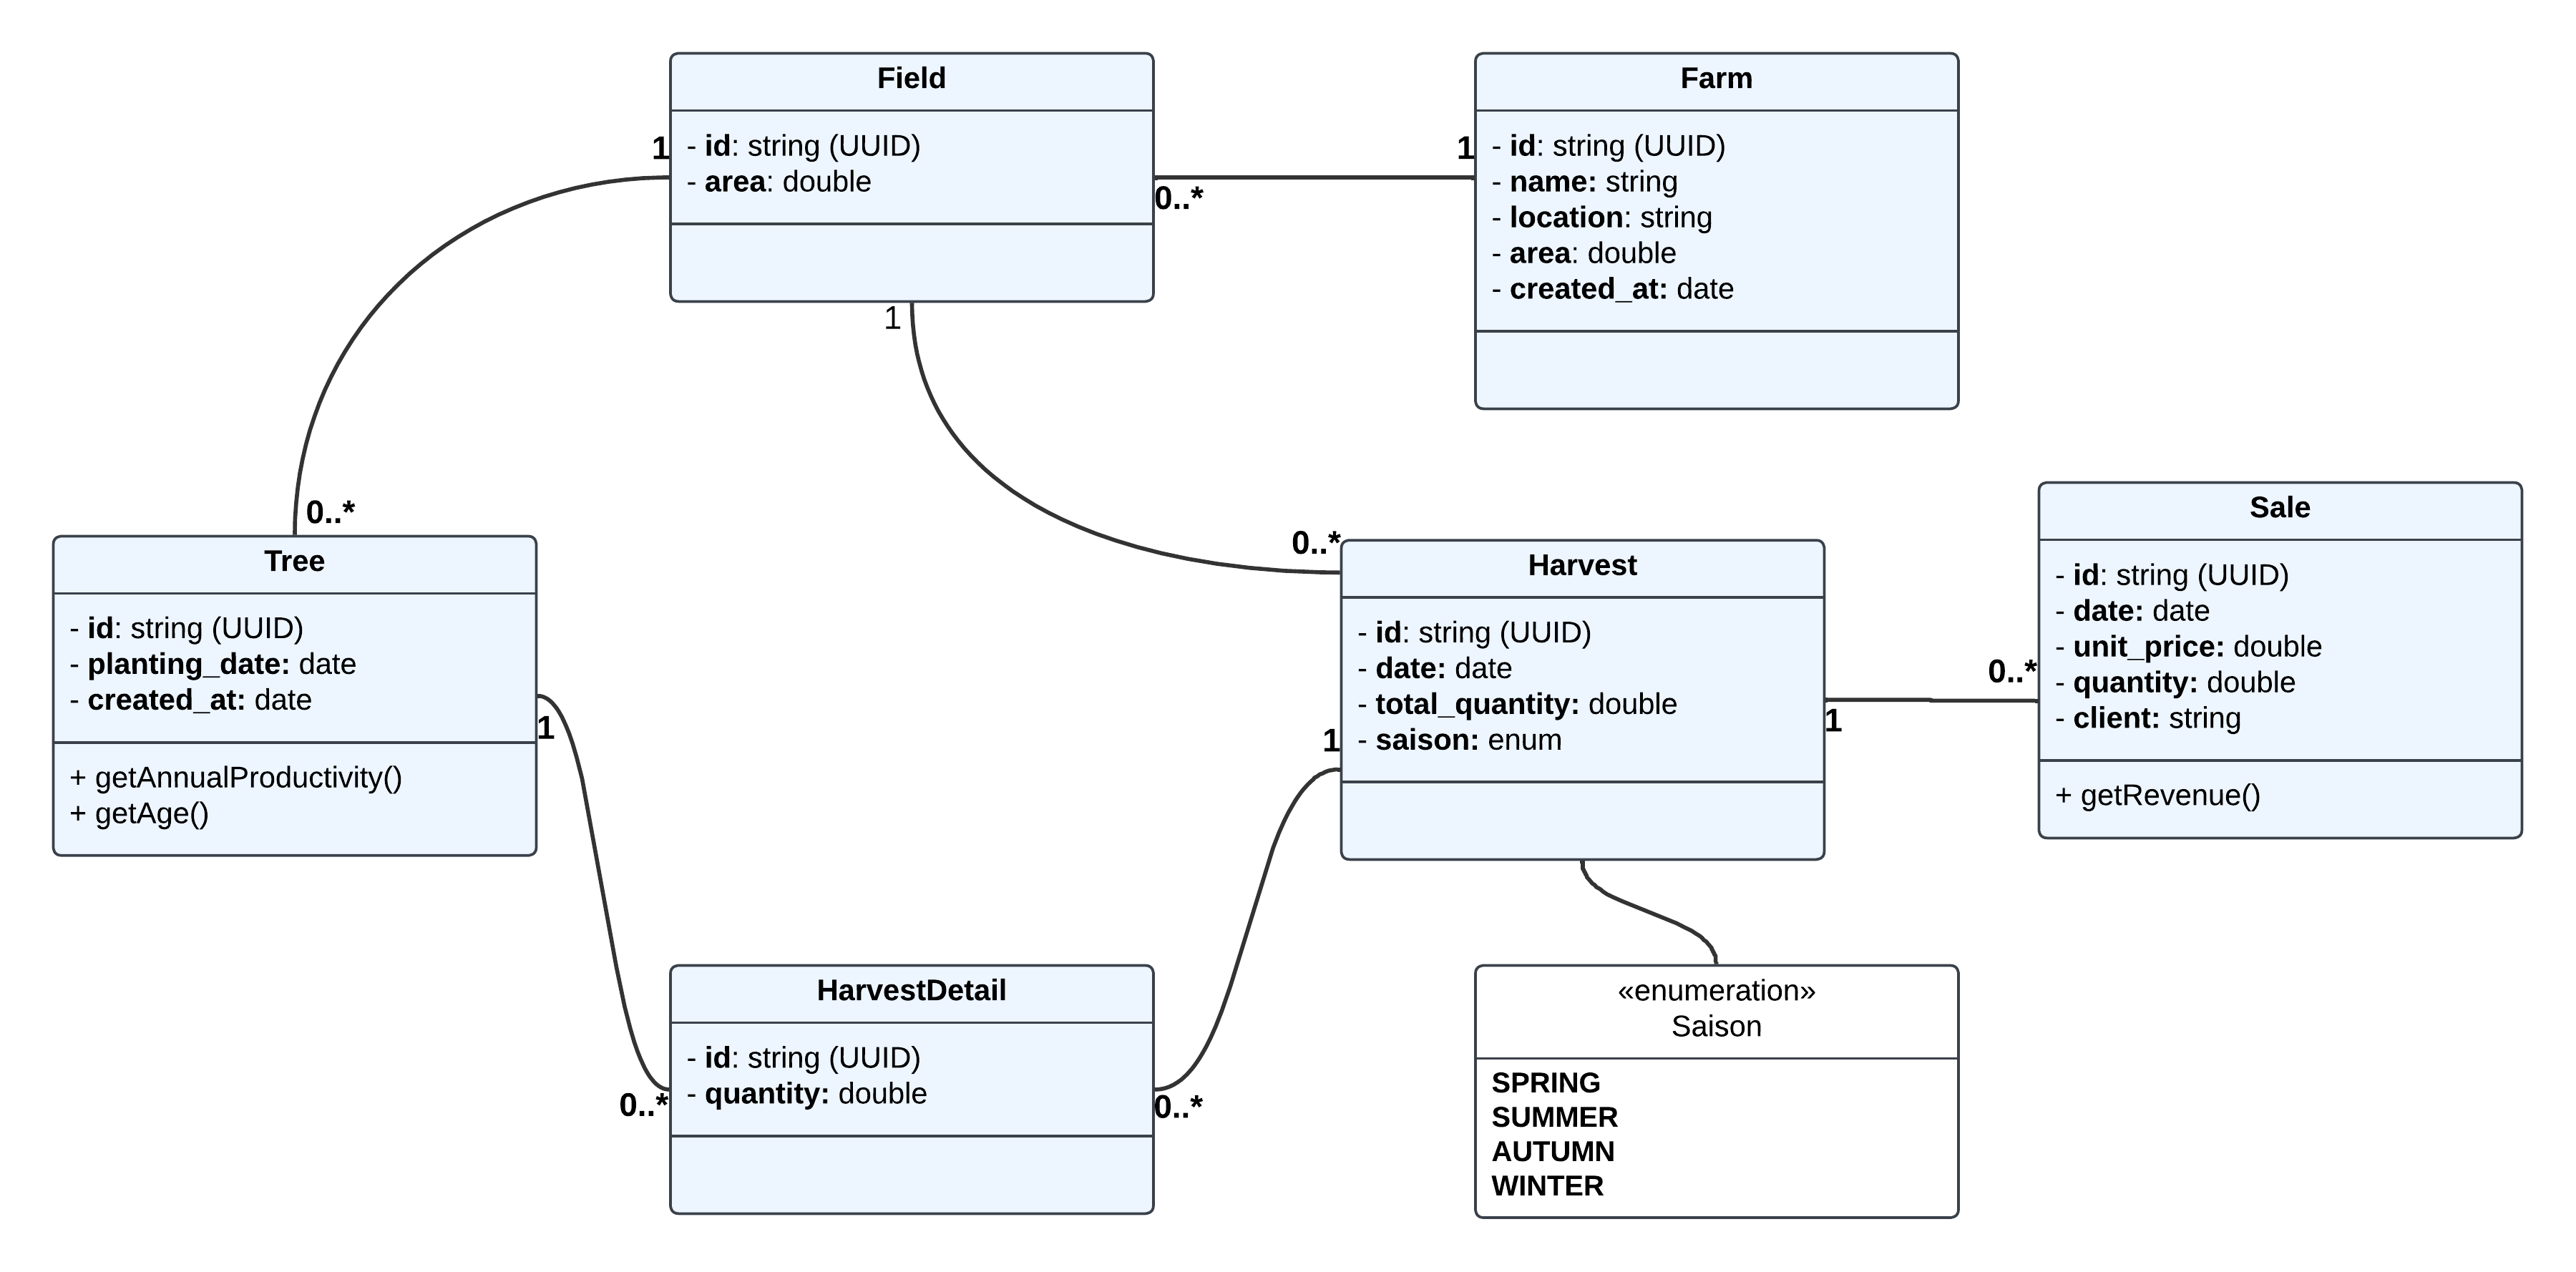 Field
- id: string (UUID)
- area: double
1
0..*
1
Farm
- id: string (UUID)
- name: string
- location: string
- area: double
- created_at: date
1
0..*
0..*
Tree
- id: string (UUID)
- planting_date: date
- created_at: date
+ getAnnualProductivity()
+ getAge()
1
0..*
Harvest
- id: string (UUID)
- date: date
- total_quantity: double
- saison: enum
1
1
0..*
Sale
- id: string (UUID)
- date: date
- unit_price: double
- quantity: double
- client: string
+ getRevenue()
HarvestDetail
- id: string (UUID)
- quantity: double
0..*
0..*
«enumeration»
Saison
SPRING
SUMMER
AUTUMN
WINTER